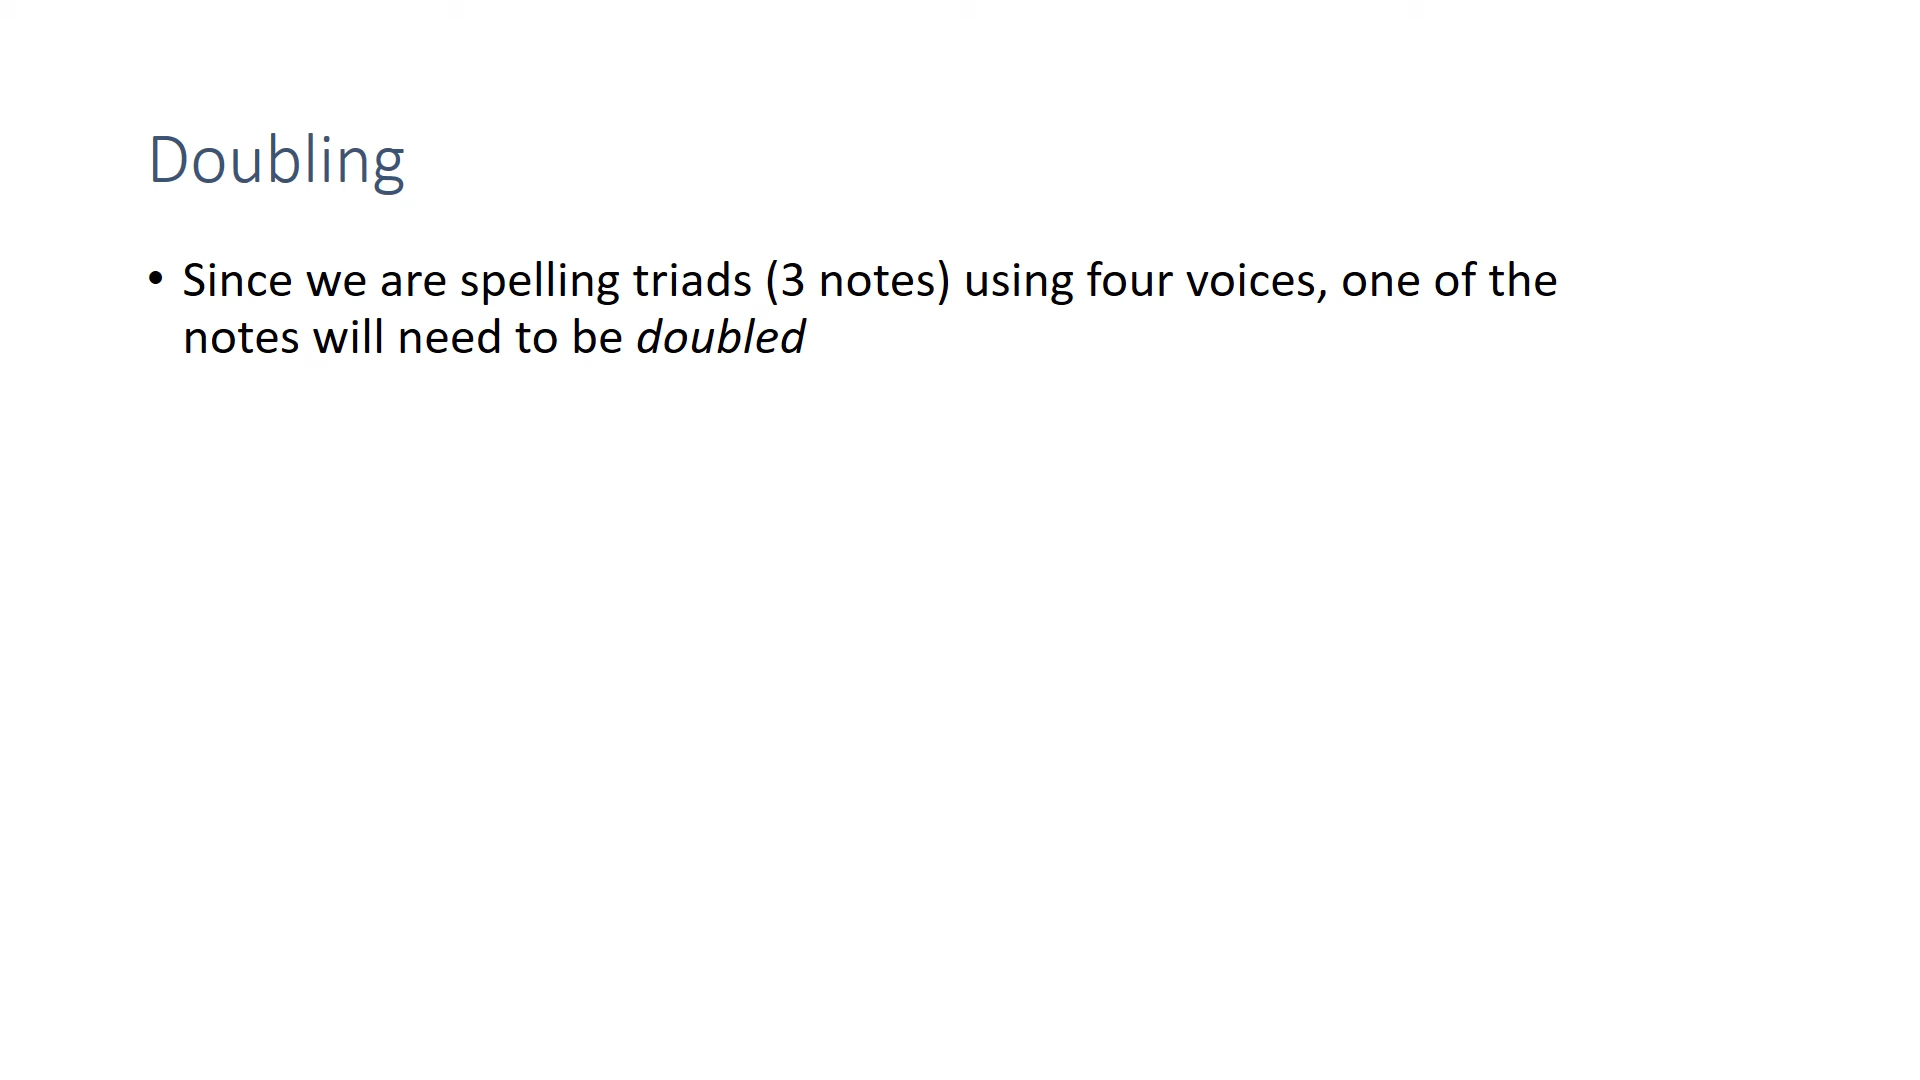 Doubling
• Since we are spelling triads (3 notes) using four voices, one of the
notes will need to be doubled